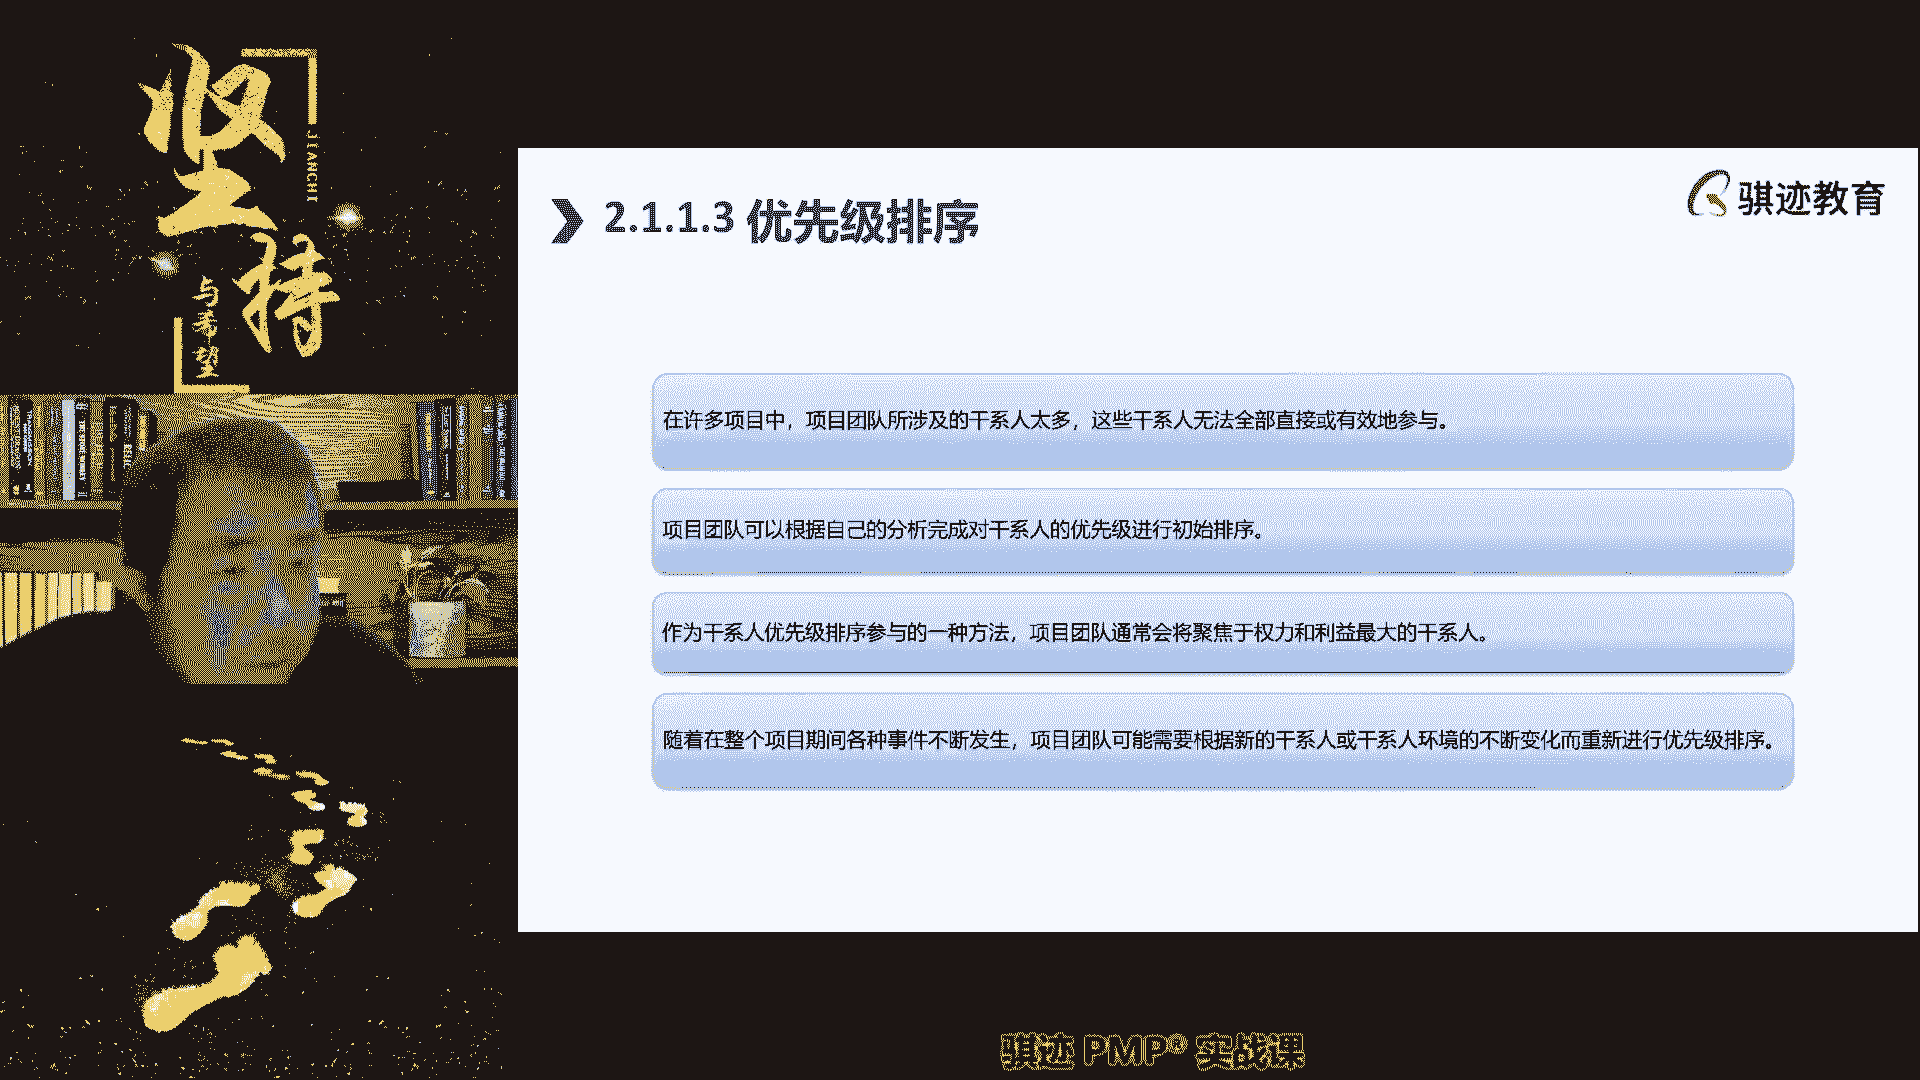 坚持
JIANCHI
与希望
骐迹教育
2.1.1.3 优先级排序
在许多项目中，项目团队所涉及的干系人太多，这些干系人无法全部直接或有效地参与。
项目团队可以根据自己的分析完成对干系人的优先级进行初始排序。
作为干系人优先级排序参与的一种方法，项目团队通常会将聚焦于权力和利益最大的干系人。
随着在整个项目期间各种事件不断发生，项目团队可能需要根据新的干系人或干系人环境的不断变化而重新进行优先级排序。
骐迹 PMP® 实战课